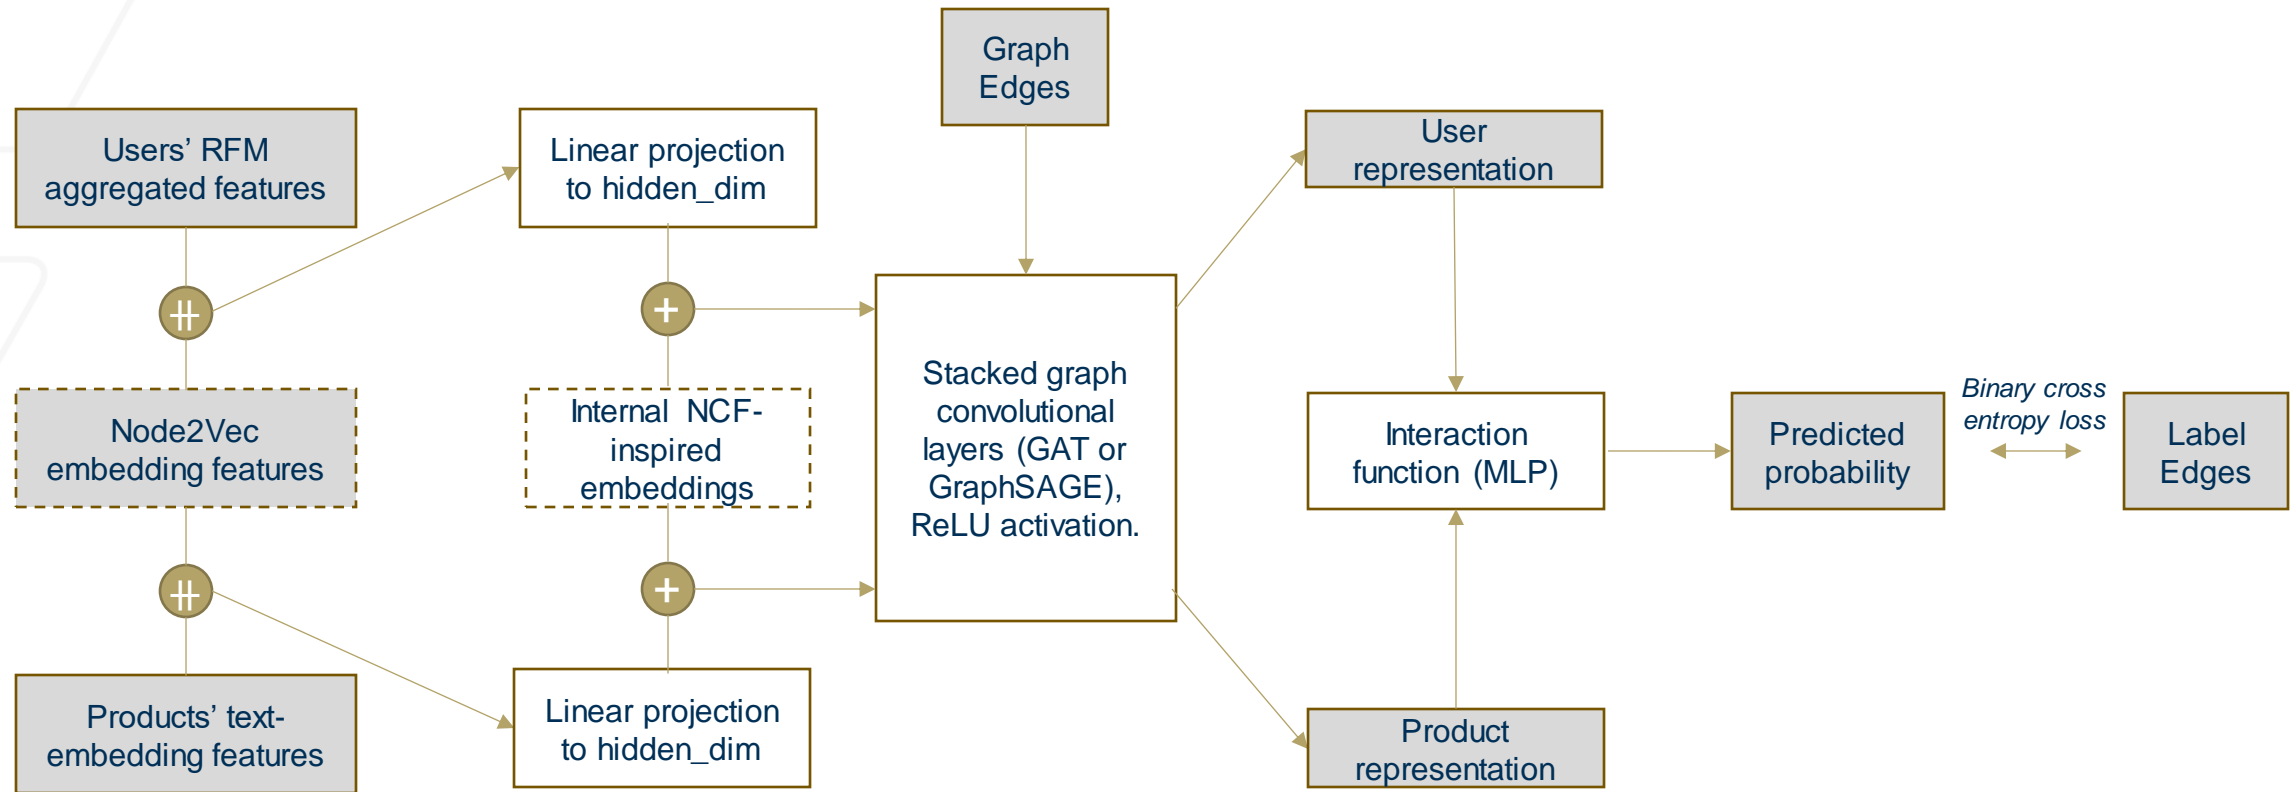 Graph
Edges
Users’ RFM
aggregated features
Linear projection
to hidden_dim
User
representation
Node2Vec
embedding features
Internal NCF-
inspired
embeddings
Stacked graph
convolutional
layers (GAT or
GraphSAGE),
ReLU activation.
Interaction
function (MLP)
Predicted
probability
Binary cross
entropy loss
Label
Edges
Products’ text-
embedding features
Linear projection
to hidden_dim
Product
representation